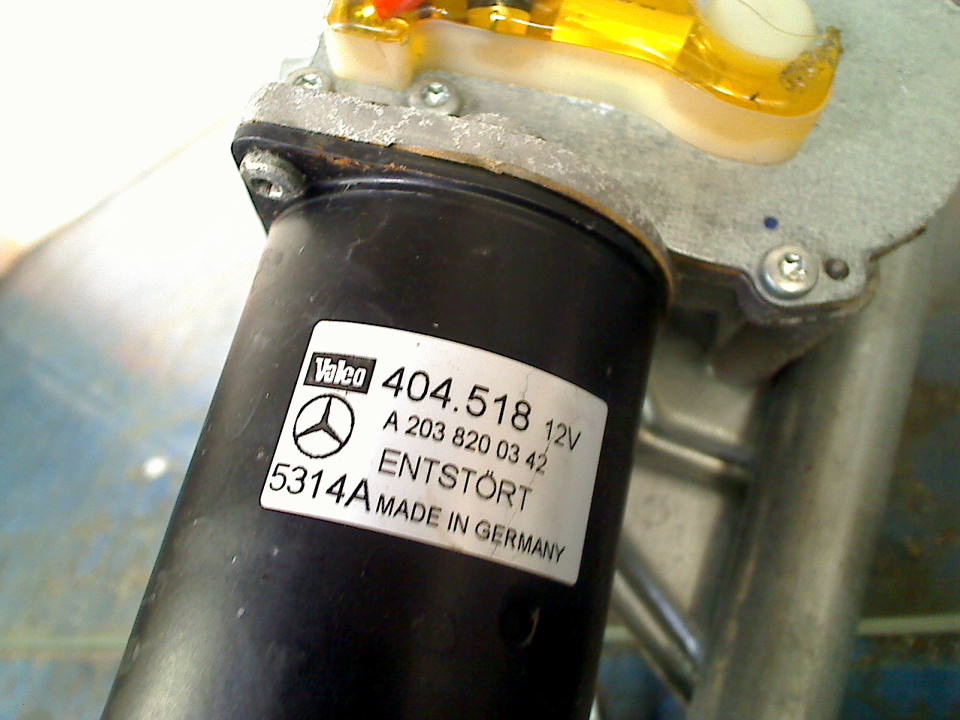 Valeo
404.518 12V
A 203 820 03 42
ENTSTÖRT
5314A MADE IN GERMANY